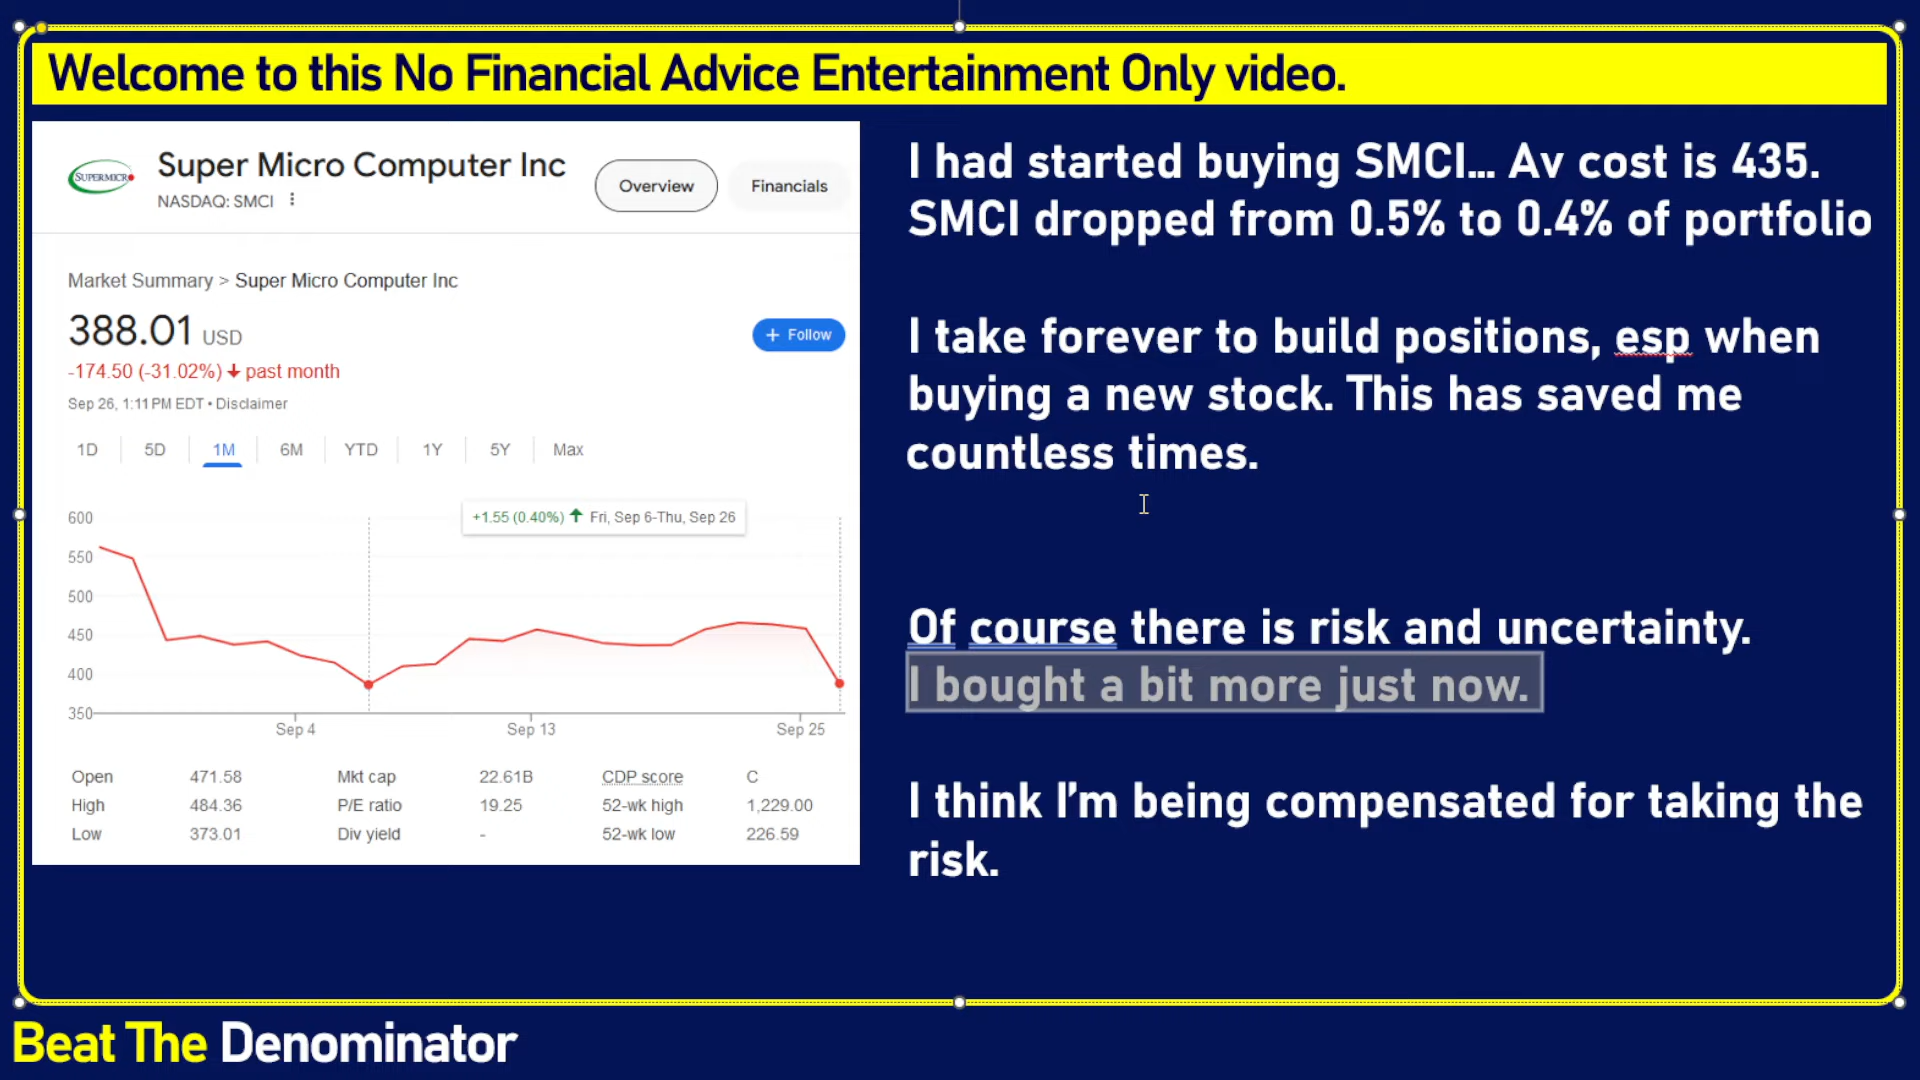 Welcome to this No Financial Advice Entertainment Only video.
SUPERMICR
Super Micro Computer Inc
NASDAQ: SMCI
Overview
Financials
Market Summary > Super Micro Computer Inc
388.01 USD
+ Follow
-174.50 (-31.02%) ↓ past month
Sep 26, 1:11 PM EDT • Disclaimer
1D 5D 1M 6M YTD 1Y 5Y Max
+1.55 (0.40%) ↑ Fri, Sep 6-Thu, Sep 26
600
550
500
450
400
350
Sep 4 Sep 13 Sep 25
Open 471.58 Mkt cap 22.61B CDP score C
High 484.36 P/E ratio 19.25 52-wk high 1,229.00
Low 373.01 Div yield - 52-wk low 226.59
I had started buying SMCI... Av cost is 435.
SMCI dropped from 0.5% to 0.4% of portfolio
I take forever to build positions, esp when
buying a new stock. This has saved me
countless times.
Of course there is risk and uncertainty.
I bought a bit more just now.
I think I'm being compensated for taking the
risk.
Beat The Denominator